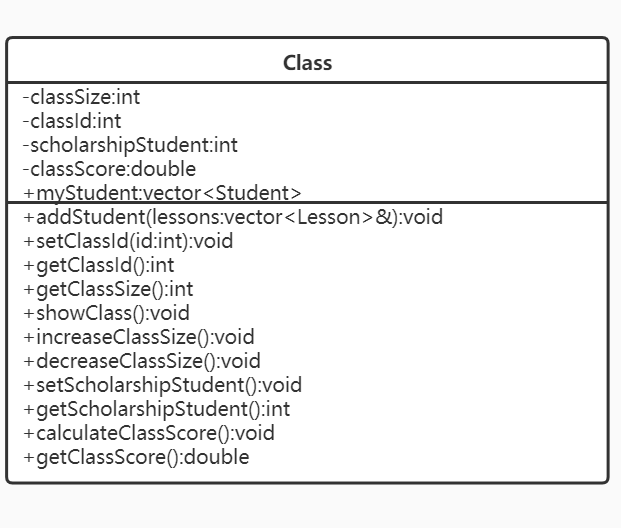 Class
-classSize:int
-classId:int
-scholarshipStudent:int
-classScore:double
+myStudent:vector<Student>
+addStudent(lessons:vector<Lesson>&):void
+setClassId(id:int):void
+getClassId():int
+getClassSize():int
+showClass():void
+increaseClassSize():void
+decreaseClassSize():void
+setScholarshipStudent():void
+getScholarshipStudent():int
+calculateClassScore():void
+getClassScore():double